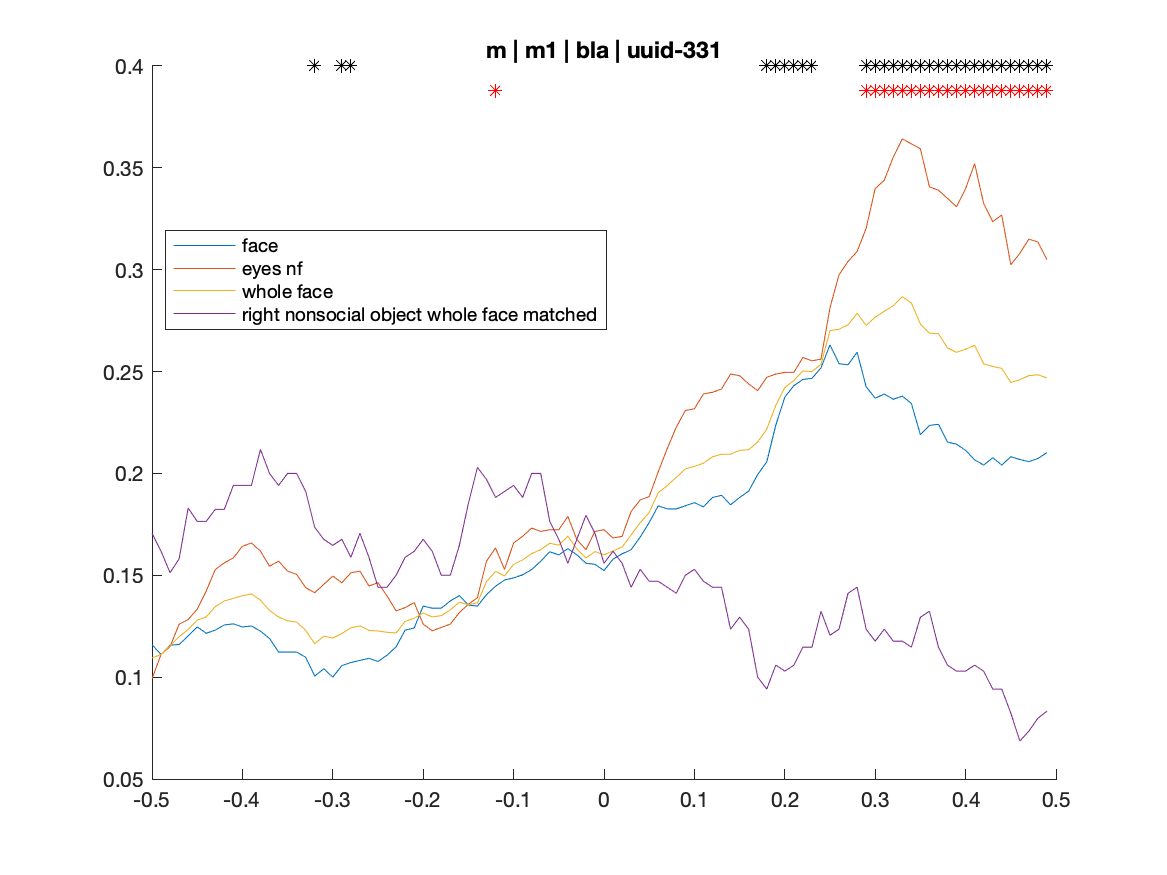 m | m1 | bla | uuid-331
0.4
0.35
0.3
0.25
0.2
0.15
0.1
0.05
face
eyes nf
whole face
right nonsocial object whole face matched
-0.5 -0.4 -0.3 -0.2 -0.1 0 0.1 0.2 0.3 0.4 0.5